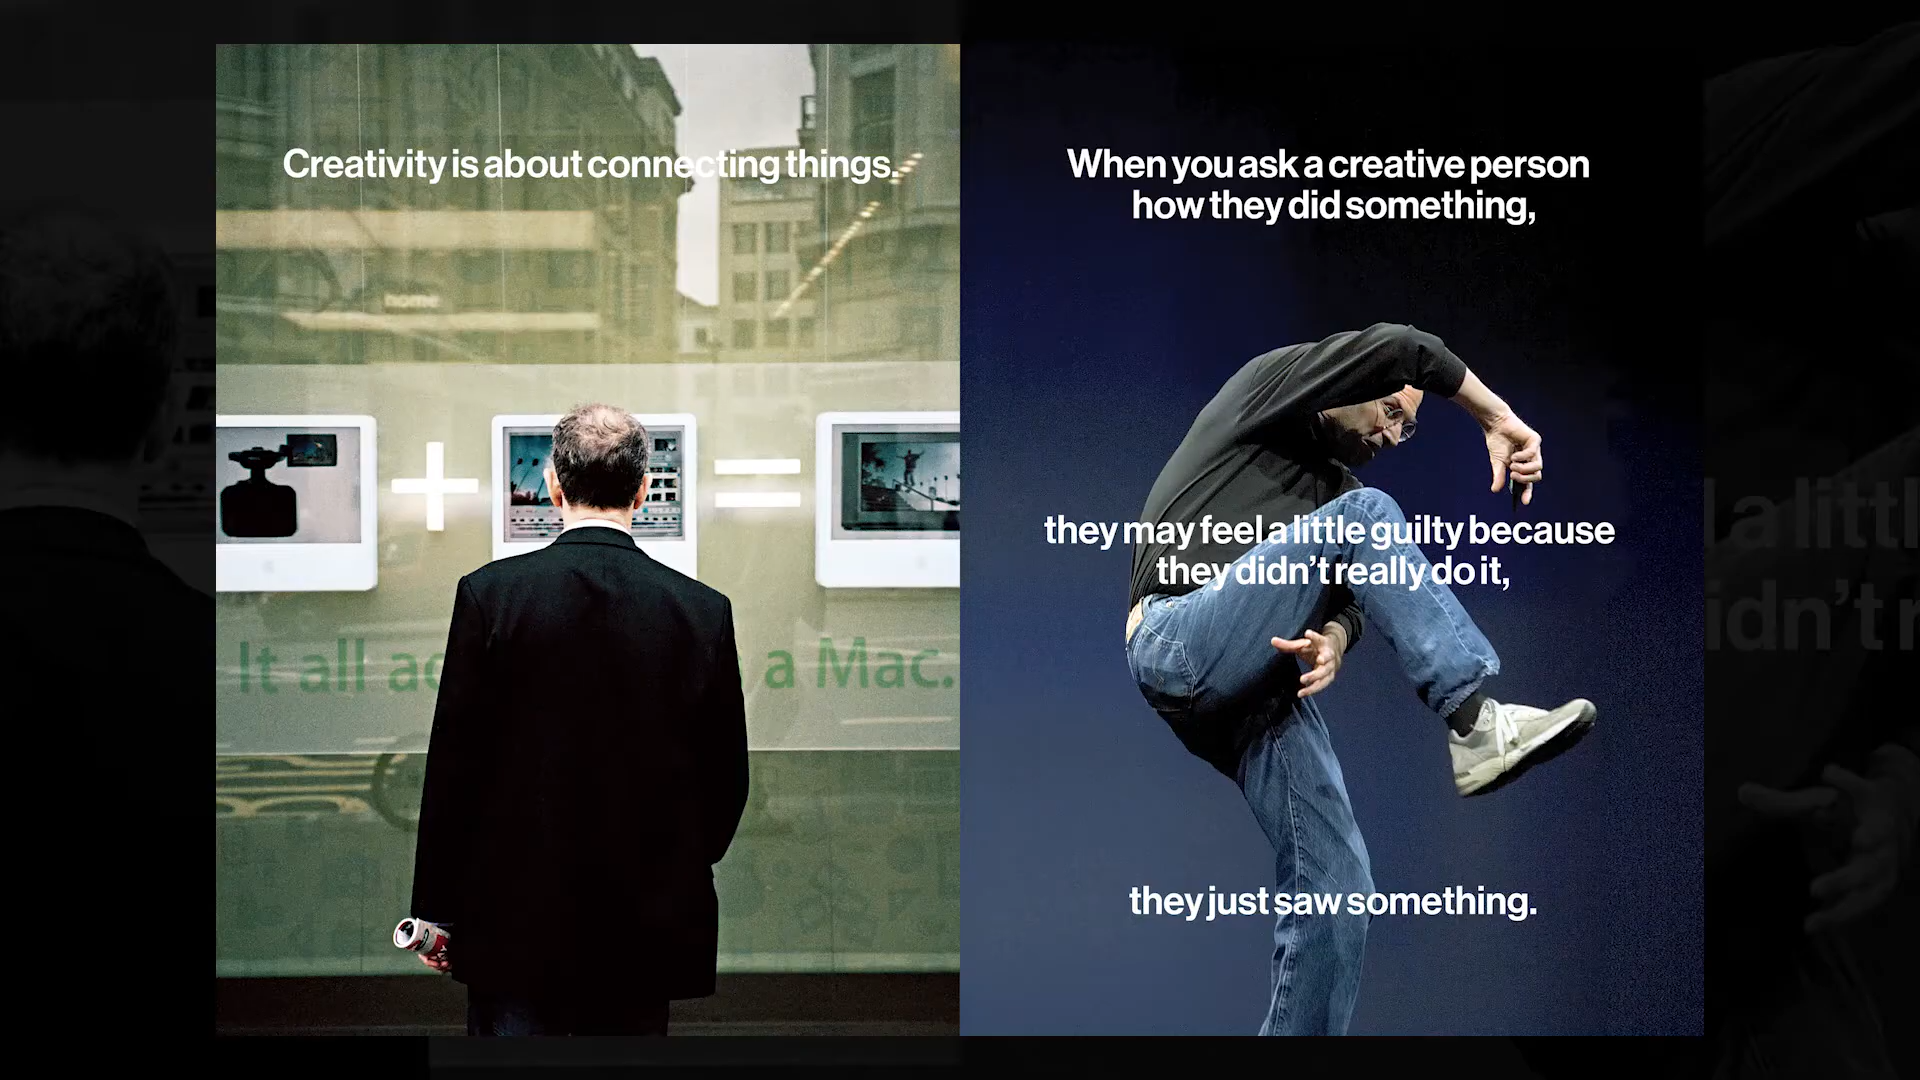 Creativity is about connecting things.
home
+
=
It all a
a Mac.
When you ask a creative person
how they did something,
they may feel a little guilty because
they didn't really do it,
they just saw something.